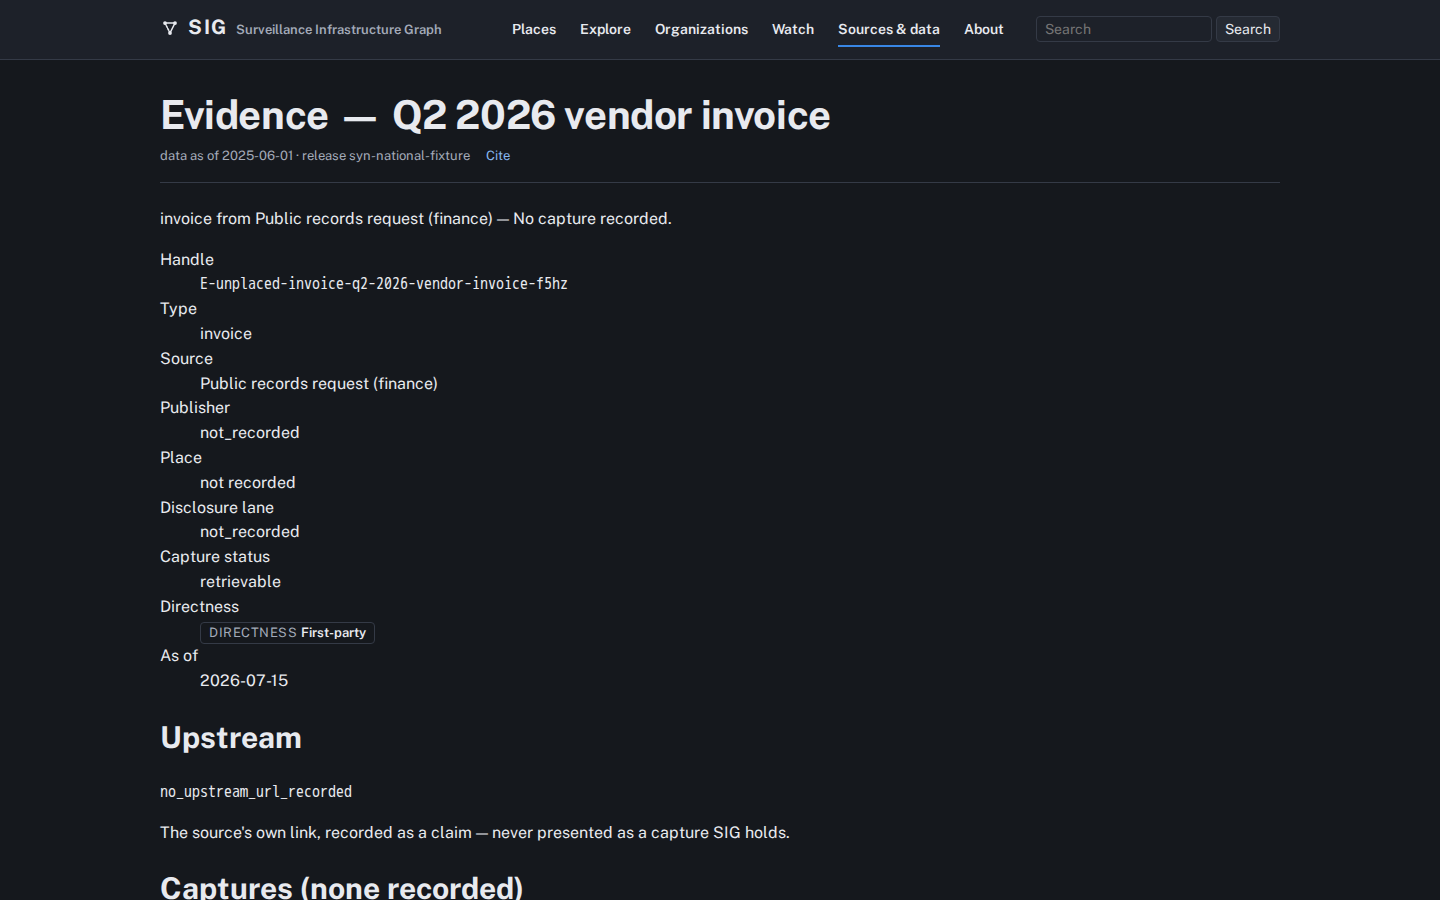 SIG Surveillance Infrastructure Graph Places Explore Organizations Watch Sources & data About Search Search
Evidence — Q2 2026 vendor invoice
data as of 2025-06-01 · release syn-national-fixture Cite
invoice from Public records request (finance) — No capture recorded.
Handle
E-unplaced-invoice-q2-2026-vendor-invoice-f5hz
Type
invoice
Source
Public records request (finance)
Publisher
not_recorded
Place
not recorded
Disclosure lane
not_recorded
Capture status
retrievable
Directness
DIRECTNESS First-party
As of
2026-07-15
Upstream
no_upstream_url_recorded
The source's own link, recorded as a claim — never presented as a capture SIG holds.
Captures (none recorded)